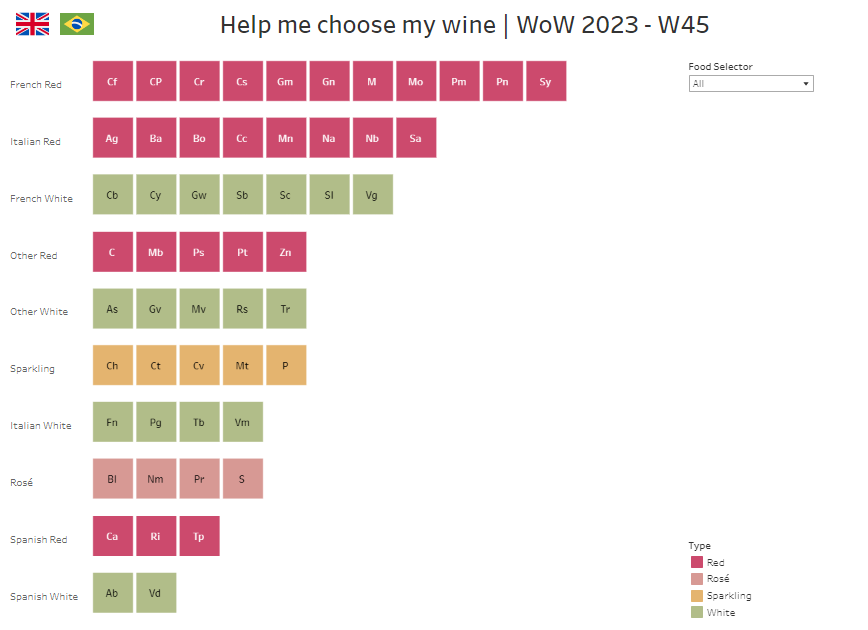 Help me choose my wine | WoW 2023 - W45
French Red Cf CP Cr Cs Gm Gn M Mo Pm Pn Sy
Food Selector
All
Italian Red Ag Ba Bo Cc Mn Na Nb Sa
French White Cb Cy Gw Sb Sc Sl Vg
Other Red C Mb Ps Pt Zn
Other White As Gv Mv Rs Tr
Sparkling Ch Ct Cv Mt P
Italian White Fn Pg Tb Vm
Rosé Bl Nm Pr S
Spanish Red Ca Ri Tp
Spanish White Ab Vd
Type
Red
Rosé
Sparkling
White